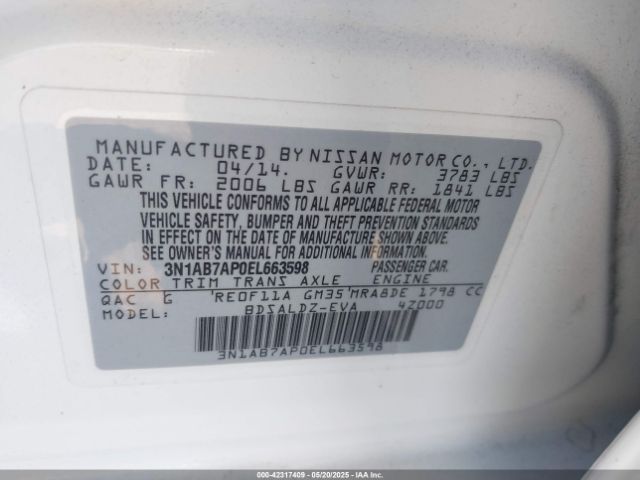 MANUFACTURED BY NISSAN MOTOR CO., LTD.
DATE: 04/14. GVWR: 3783 LBS
GAWR FR: 2006 LBS GAWR RR: 1841 LBS
THIS VEHICLE CONFORMS TO ALL APPLICABLE FEDERAL MOTOR
VEHICLE SAFETY, BUMPER AND THEFT PREVENTION STANDARDS
IN EFFECT ON THE DATE OF MANUFACTURE SHOWN ABOVE.
SEE OWNER'S MANUAL FOR ADDITIONAL INFORMATION.
VIN: 3N1AB7AP0EL663598 PASSENGER CAR.
COLOR TRIM TRANS AXLE ENGINE
QAC G RE0F11A GM35 MRA8DE 1798 CC
MODEL: BDSALDZ-EVA 4Z000
3N1AB7AP0EL663598
000-42317409 | 05/20/2025 - IAAI.COM